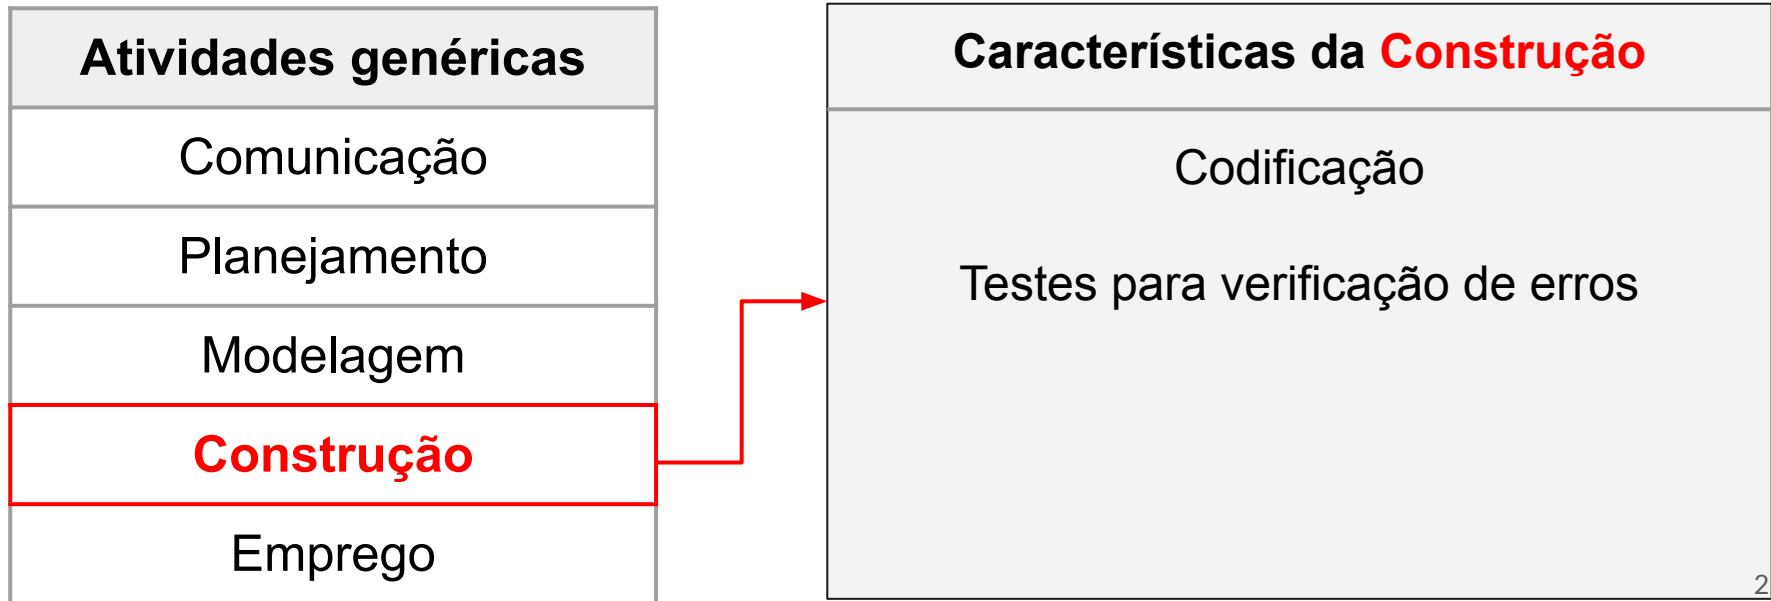 Atividades genéricas
Comunicação
Planejamento
Modelagem
Construção
Emprego
Características da Construção
Codificação
Testes para verificação de erros
2